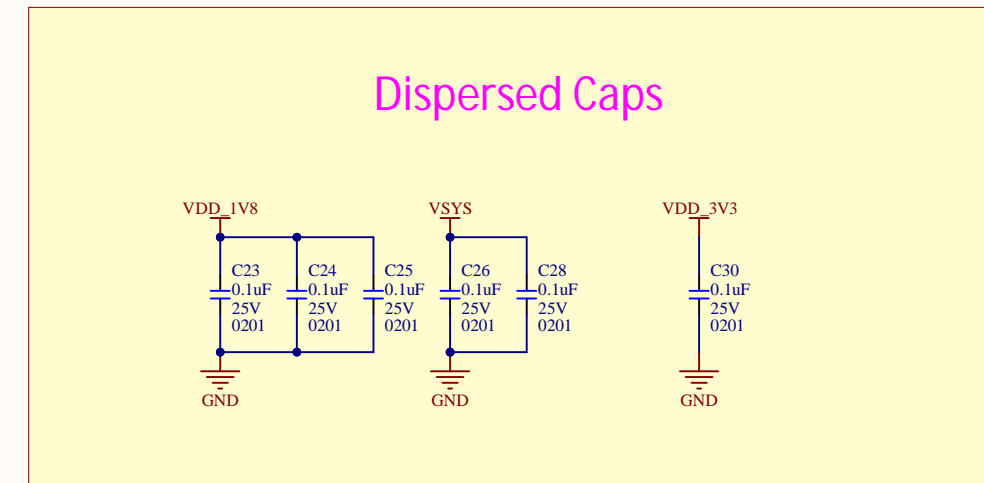 Dispersed Caps
VDD_1V8
VSYS
VDD_3V3
C23
0.1uF
25V
0201
C24
0.1uF
25V
0201
C25
0.1uF
25V
0201
C26
0.1uF
25V
0201
C28
0.1uF
25V
0201
C30
0.1uF
25V
0201
GND
GND
GND